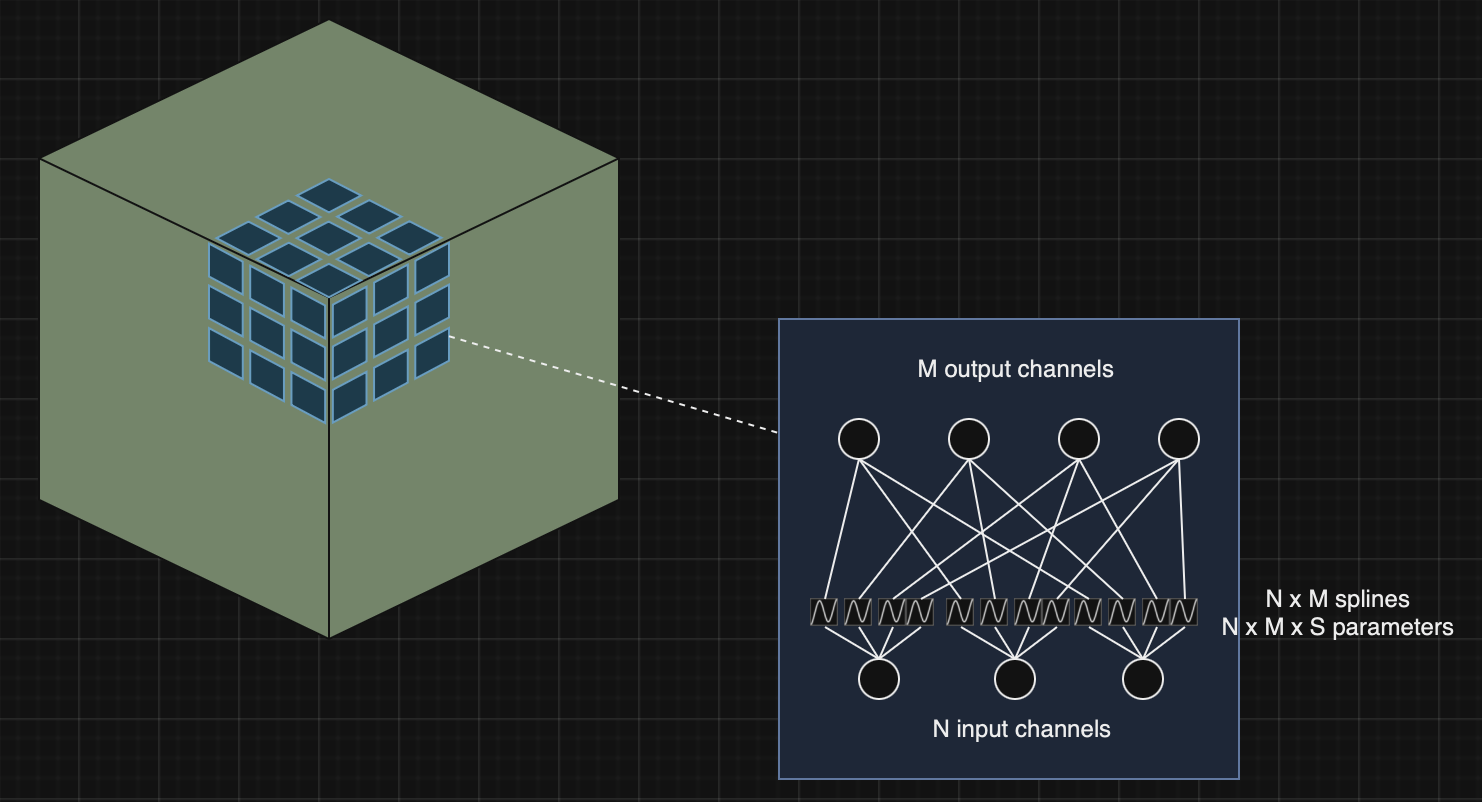 M output channels
N x M splines
N x M x S parameters
N input channels